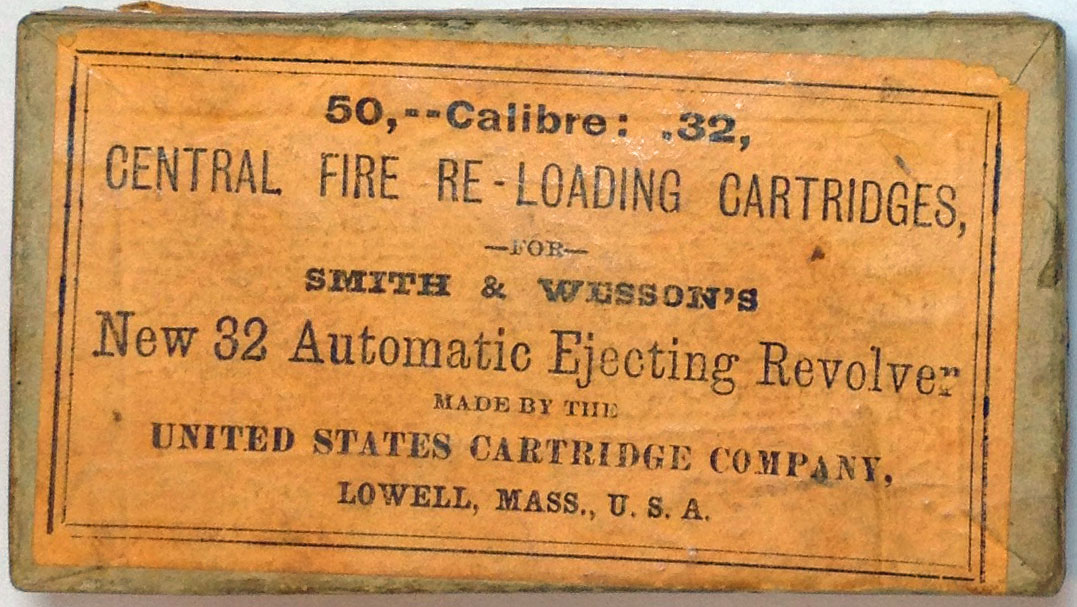 50,--Calibre: .32,
CENTRAL FIRE RE-LOADING CARTRIDGES,
—FOR—
SMITH & WESSON'S
New 32 Automatic Ejecting Revolver
MADE BY THE
UNITED STATES CARTRIDGE COMPANY,
LOWELL, MASS., U. S. A.